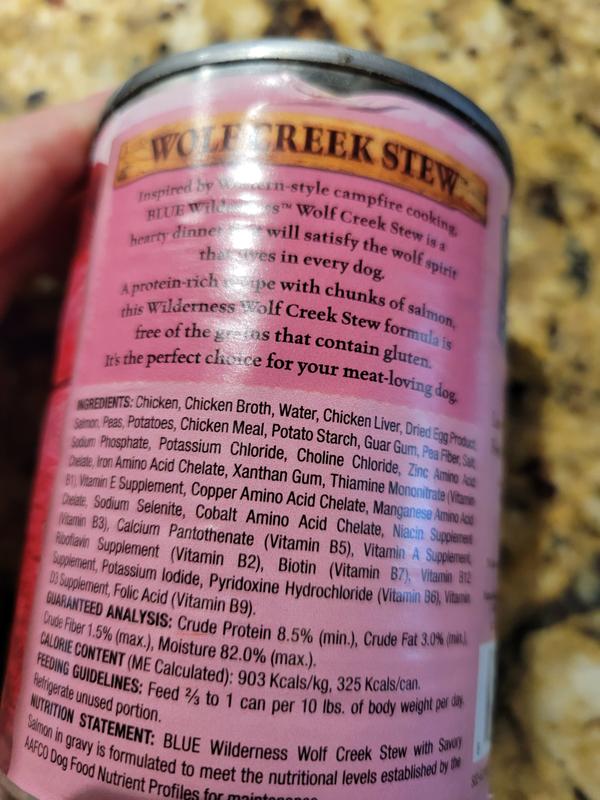 WOLF CREEK STEW
Inspired by Western-style campfire cooking,
BLUE Wilderness™ Wolf Creek Stew is a
hearty dinner that will satisfy the wolf spirit
that lives in every dog.
A protein-rich recipe with chunks of salmon,
this Wilderness Wolf Creek Stew formula is
free of the grains that contain gluten.
It's the perfect choice for your meat-loving dog.
INGREDIENTS: Chicken, Chicken Broth, Water, Chicken Liver, Dried Egg Product,
Salmon, Peas, Potatoes, Chicken Meal, Potato Starch, Guar Gum, Pea Fiber, Salt,
Sodium Phosphate, Potassium Chloride, Choline Chloride, Zinc Amino Acid
Chelate, Iron Amino Acid Chelate, Xanthan Gum, Thiamine Mononitrate (Vitamin
B1), Vitamin E Supplement, Copper Amino Acid Chelate, Manganese Amino Acid
Chelate, Sodium Selenite, Cobalt Amino Acid Chelate, Niacin Supplement
(Vitamin B3), Calcium Pantothenate (Vitamin B5), Vitamin A Supplement,
Riboflavin Supplement (Vitamin B2), Biotin (Vitamin B7), Vitamin B12
Supplement, Potassium Iodide, Pyridoxine Hydrochloride (Vitamin B6), Vitamin
D3 Supplement, Folic Acid (Vitamin B9).
GUARANTEED ANALYSIS: Crude Protein 8.5% (min.), Crude Fat 3.0% (min.),
Crude Fiber 1.5% (max.), Moisture 82.0% (max.).
CALORIE CONTENT (ME Calculated): 903 Kcals/kg, 325 Kcals/can.
FEEDING GUIDELINES: Feed ⅔ to 1 can per 10 lbs. of body weight per day.
Refrigerate unused portion.
NUTRITION STATEMENT: BLUE Wilderness Wolf Creek Stew with Savory
Salmon in gravy is formulated to meet the nutritional levels established by the
AAFCO Dog Food Nutrient Profiles for maintenance.